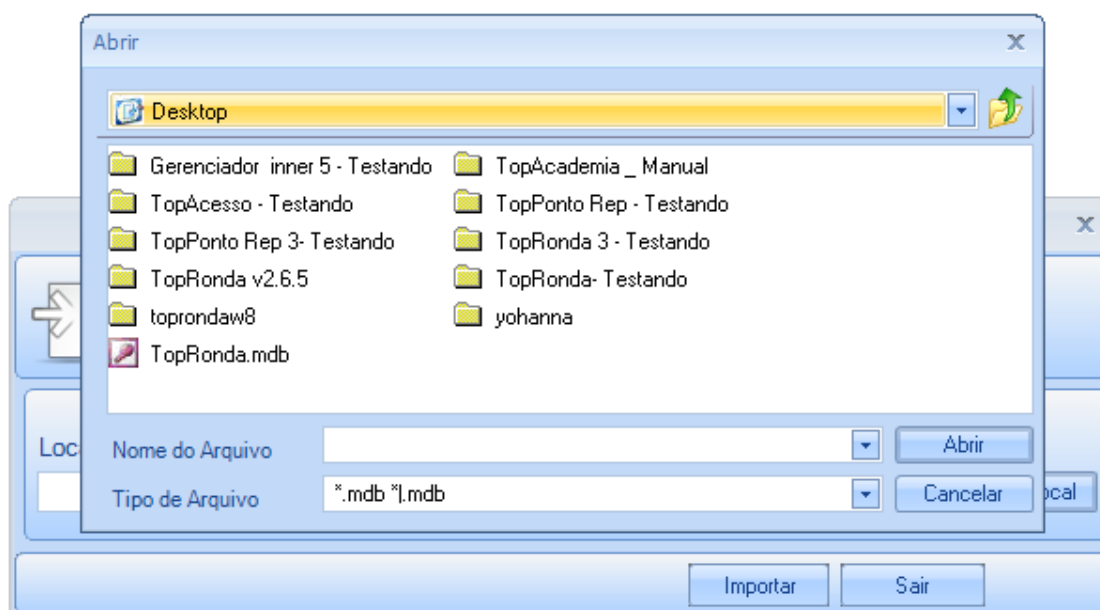 Abrir
Desktop
Gerenciador inner 5 - Testando
TopAcademia _ Manual
TopAcesso - Testando
TopPonto Rep - Testando
TopPonto Rep 3- Testando
TopRonda 3 - Testando
TopRonda v2.6.5
TopRonda- Testando
toprondaw8
yohanna
TopRonda.mdb
Nome do Arquivo
Abrir
Loc
Tipo de Arquivo
*.mdb *|.mdb
Cancelar
ocal
Importar
Sair